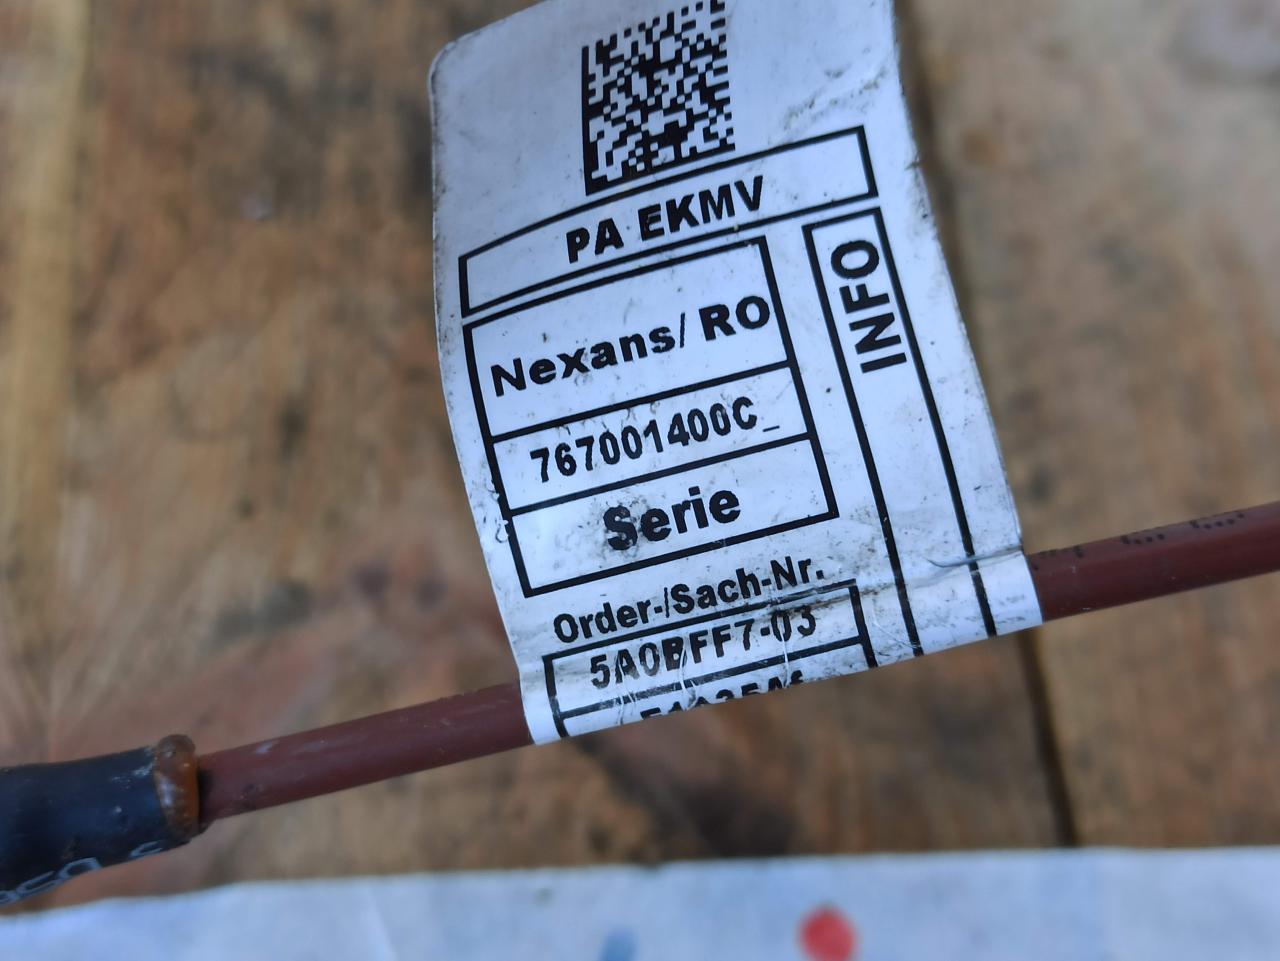 PA EKMV
INFO
Nexans/ RO
767001400C_
Serie
Order-/Sach-Nr.
5A0BFF7-03